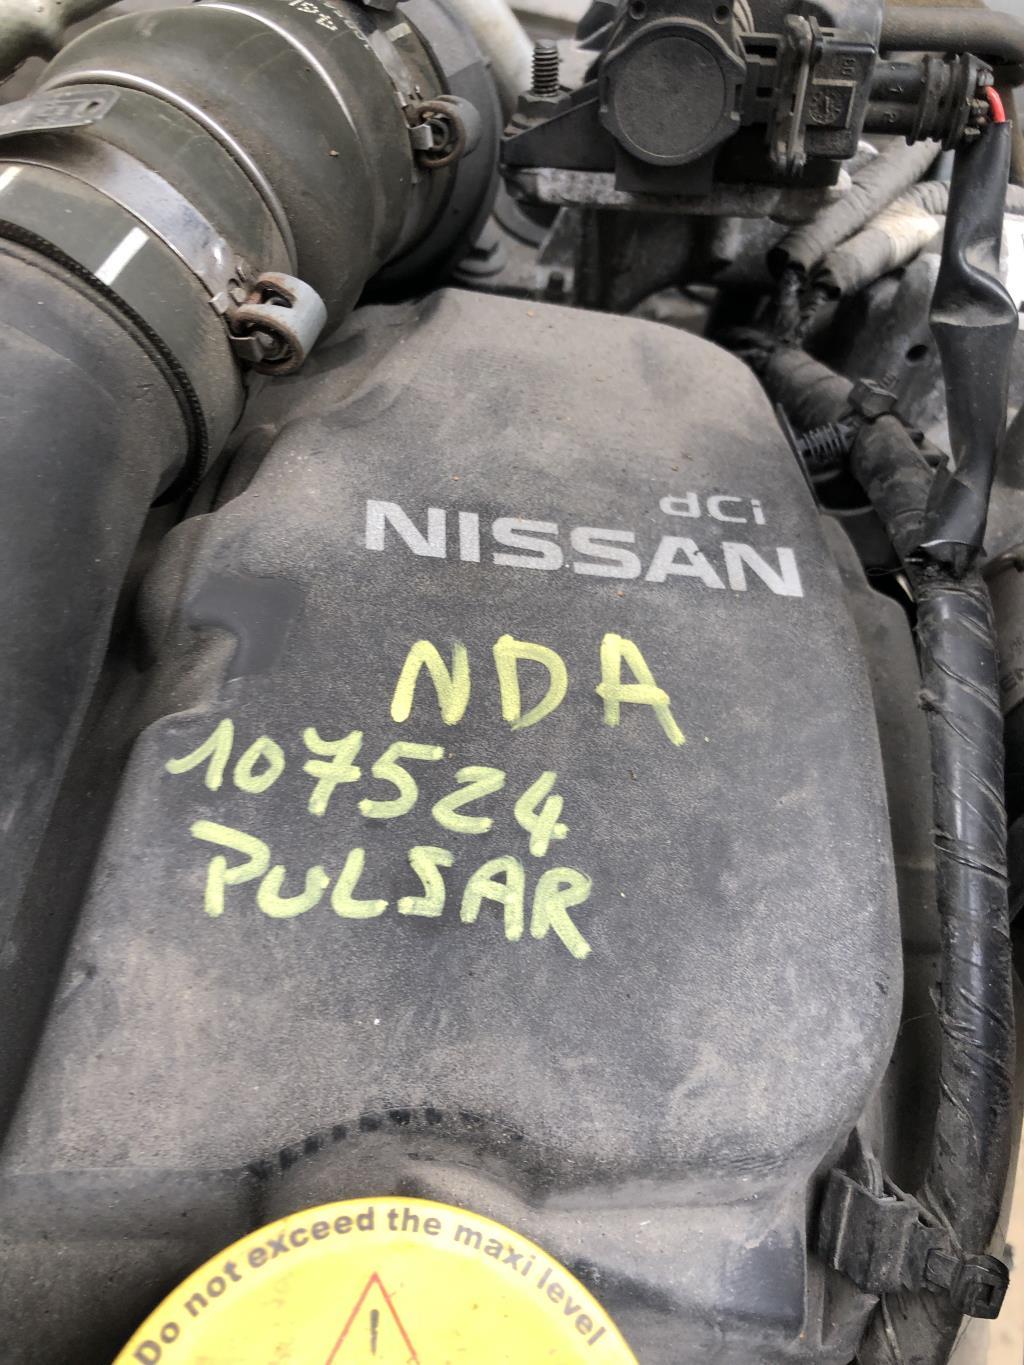 dCi
NISSAN
NDA
107524
PULSAR
Do not exceed the maxi level
!